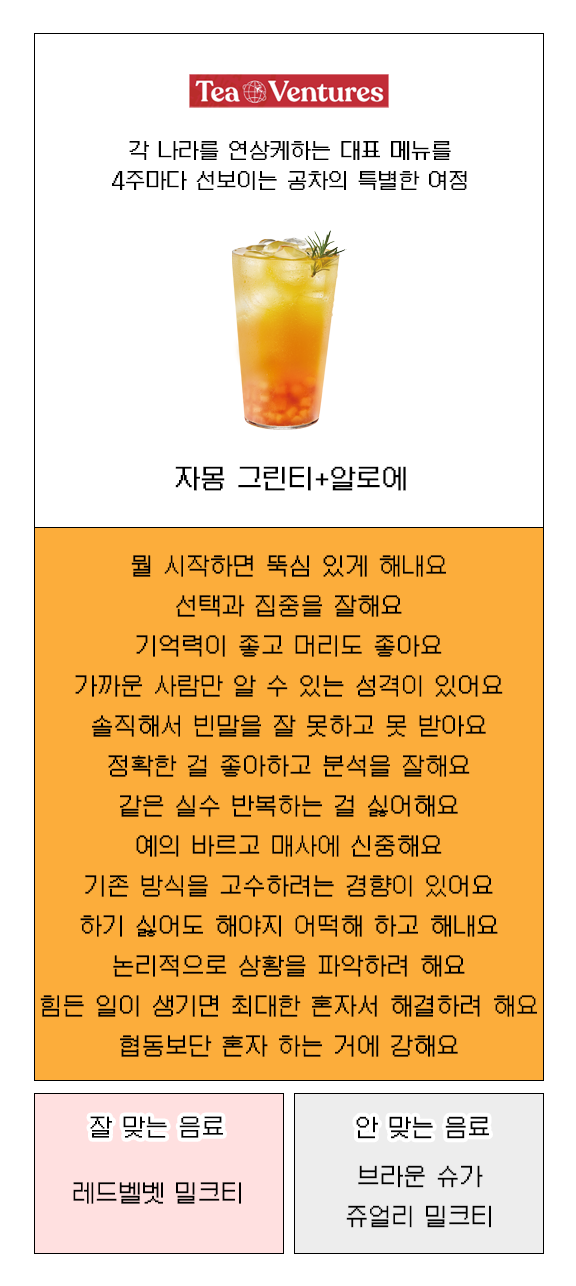 Tea Ventures
각 나라를 연상케하는 대표 메뉴를
4주마다 선보이는 공차의 특별한 여정
자몽 그린티+알로에
뭘 시작하면 뚝심 있게 해내요
선택과 집중을 잘해요
기억력이 좋고 머리도 좋아요
가까운 사람만 알 수 있는 성격이 있어요
솔직해서 빈말을 잘 못하고 못 받아요
정확한 걸 좋아하고 분석을 잘해요
같은 실수 반복하는 걸 싫어해요
예의 바르고 매사에 신중해요
기존 방식을 고수하려는 경향이 있어요
하기 싫어도 해야지 어떡해 하고 해내요
논리적으로 상황을 파악하려 해요
힘든 일이 생기면 최대한 혼자서 해결하려 해요
협동보단 혼자 하는 거에 강해요
잘 맞는 음료
레드벨벳 밀크티
안 맞는 음료
브라운 슈가
쥬얼리 밀크티